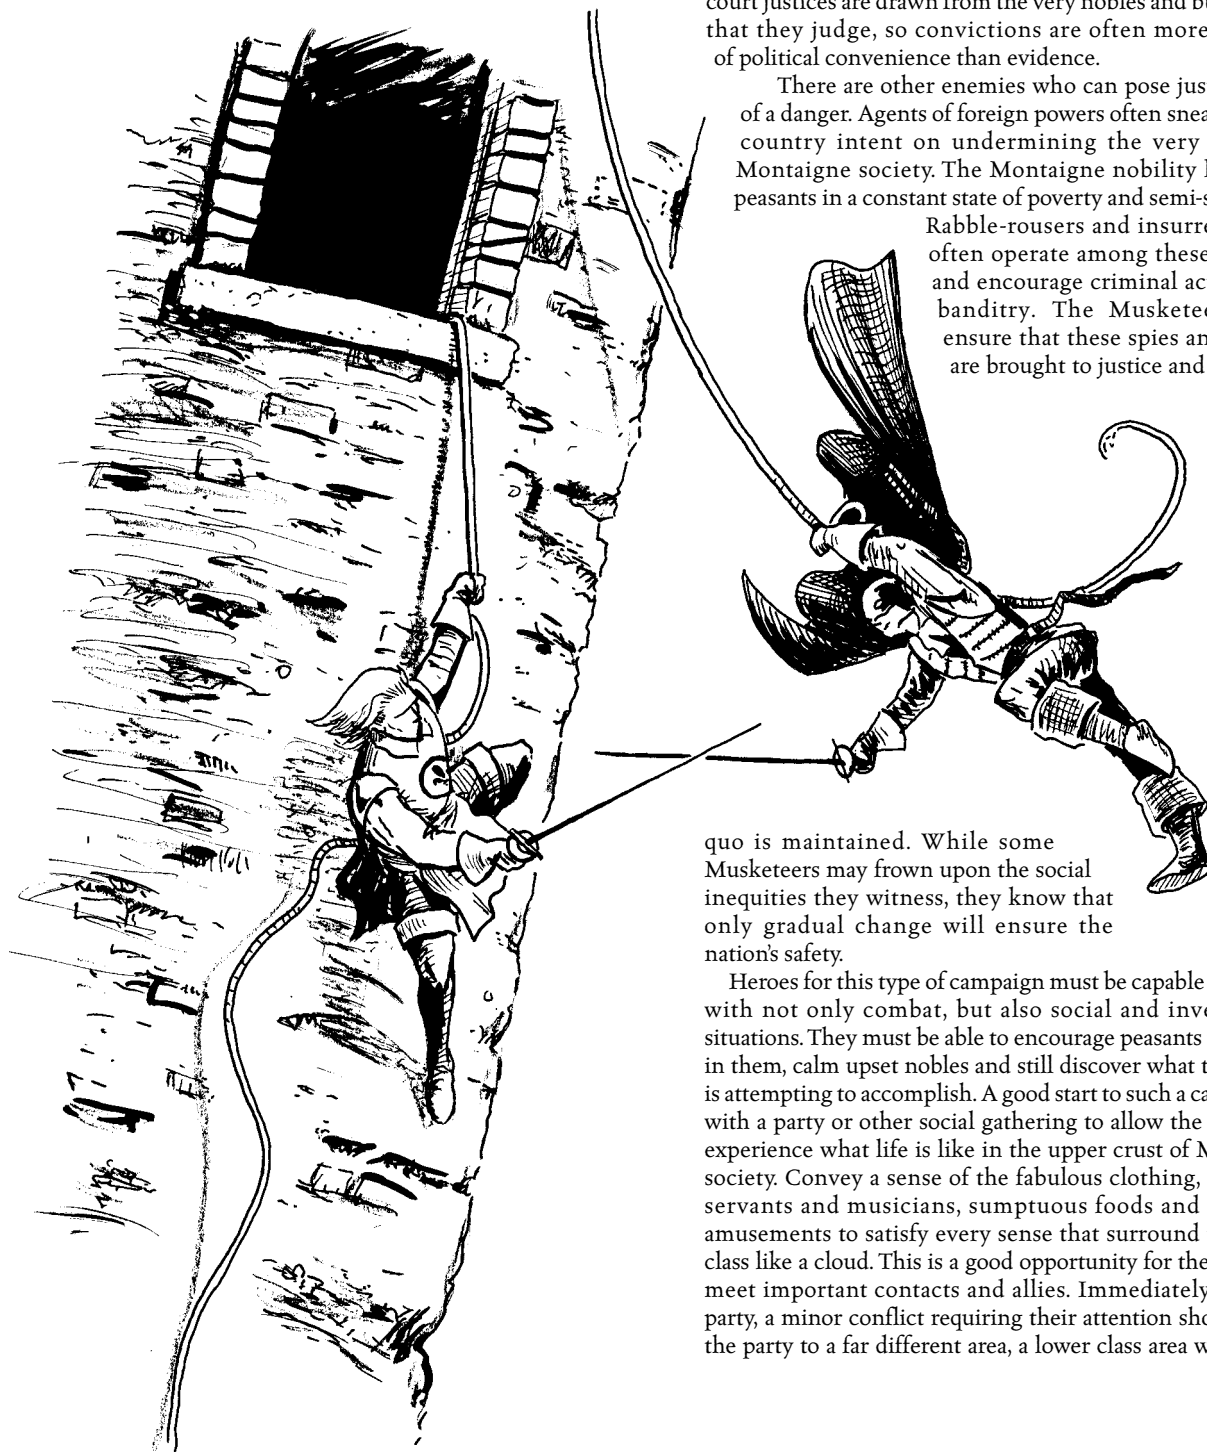 court justices are drawn from the very nobles and
that they judge, so convictions are often more
of political convenience than evidence.
There are other enemies who can pose
of a danger. Agents of foreign powers often
country intent on undermining the very
Montaigne society. The Montaigne nobility
peasants in a constant state of poverty and
Rabble-rousers and
often operate among these
and encourage criminal
banditry. The
ensure that these spies
are brought to justice and
quo is maintained. While some
Musketeers may frown upon the social
inequities they witness, they know that
only gradual change will ensure the
nation's safety.
Heroes for this type of campaign must be capable
with not only combat, but also social and
situations. They must be able to encourage peasants
in them, calm upset nobles and still discover what
is attempting to accomplish. A good start to such a
with a party or other social gathering to allow the
experience what life is like in the upper crust of
society. Convey a sense of the fabulous clothing,
servants and musicians, sumptuous foods and
amusements to satisfy every sense that surround
class like a cloud. This is a good opportunity for the
meet important contacts and allies. Immediately
party, a minor conflict requiring their attention
the party to a far different area, a lower class area